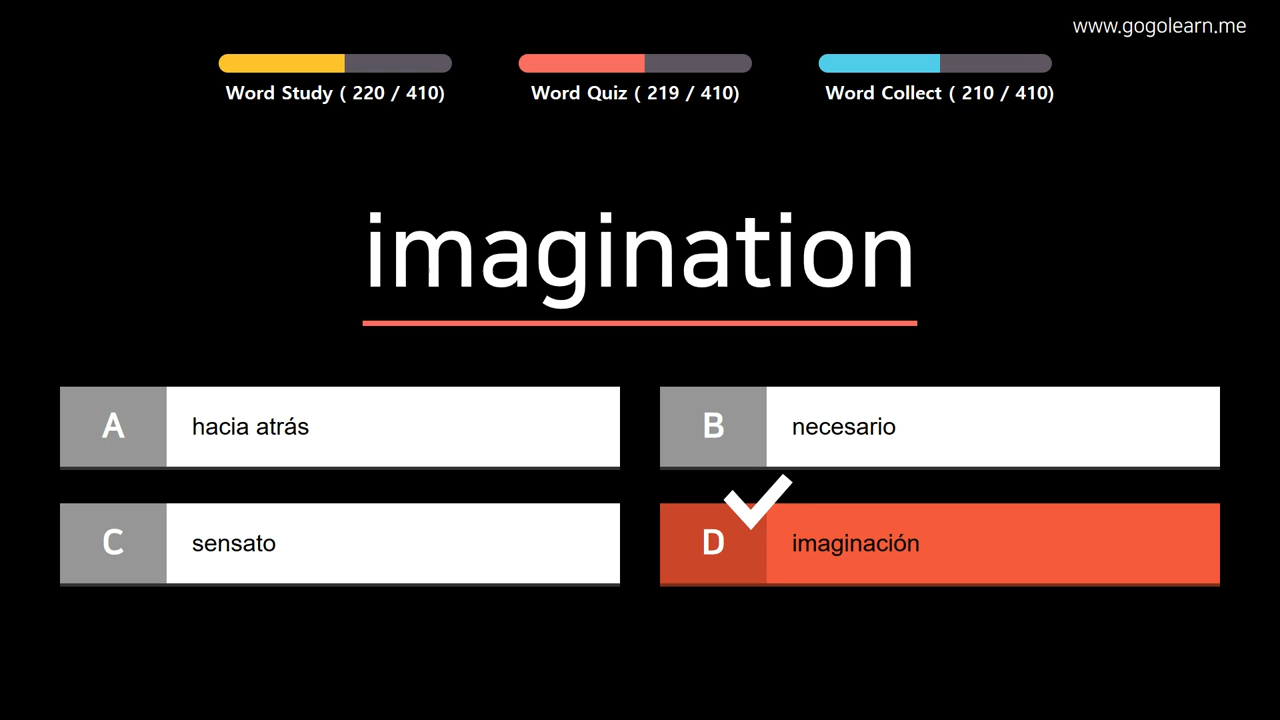 www.gogolearn.me
Word Study ( 220 / 410)
Word Quiz ( 219 / 410)
Word Collect ( 210 / 410)
imagination
A hacia atrás
B necesario
C sensato
D imaginación